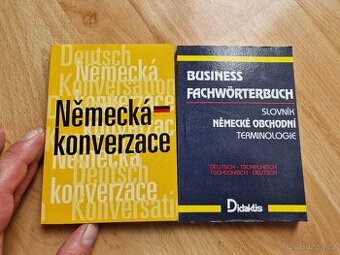 Deutsch
Německá
Konversation
Německá
konverzace
Německá
Deutsch
konverzace
Konversati
BUSINESS
FACHWÖRTERBUCH
SLOVNÍK
NĚMECKÉ OBCHODNÍ
TERMINOLOGIE
DEUTSCH - TSCHECHISCH
TSCHECHISCH - DEUTSCH
Didaktis